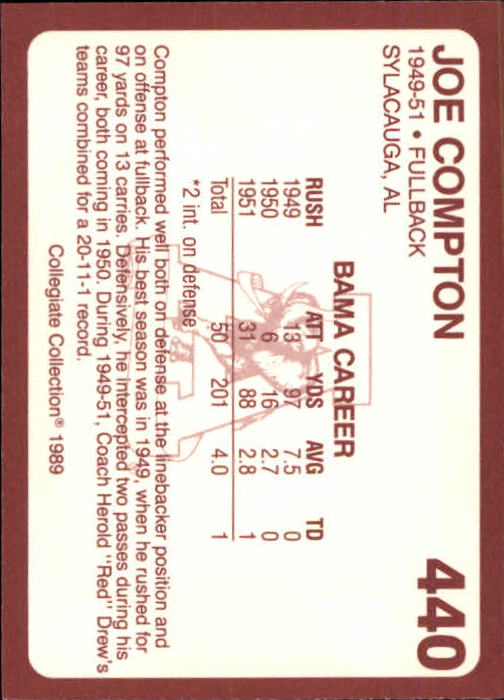 JOE COMPTON 440
1949-51 • FULLBACK
SYLACAUGA, AL
BAMA CAREER
RUSH ATT YDS AVG TD
1949 13 97 7.5 0
1950 6 16 2.7 0
1951 31 88 2.8 1
Total 50 201 4.0 1
*2 int. on defense
Compton performed well both on defense at the linebacker position and
on offense at fullback. His best season was in 1949, when he rushed for
97 yards on 13 carries. Defensively, he intercepted two passes during his
career, both coming in 1950. During 1949-51, Coach Herold "Red" Drew's
teams combined for a 20-11-1 record.
Collegiate Collection® 1989